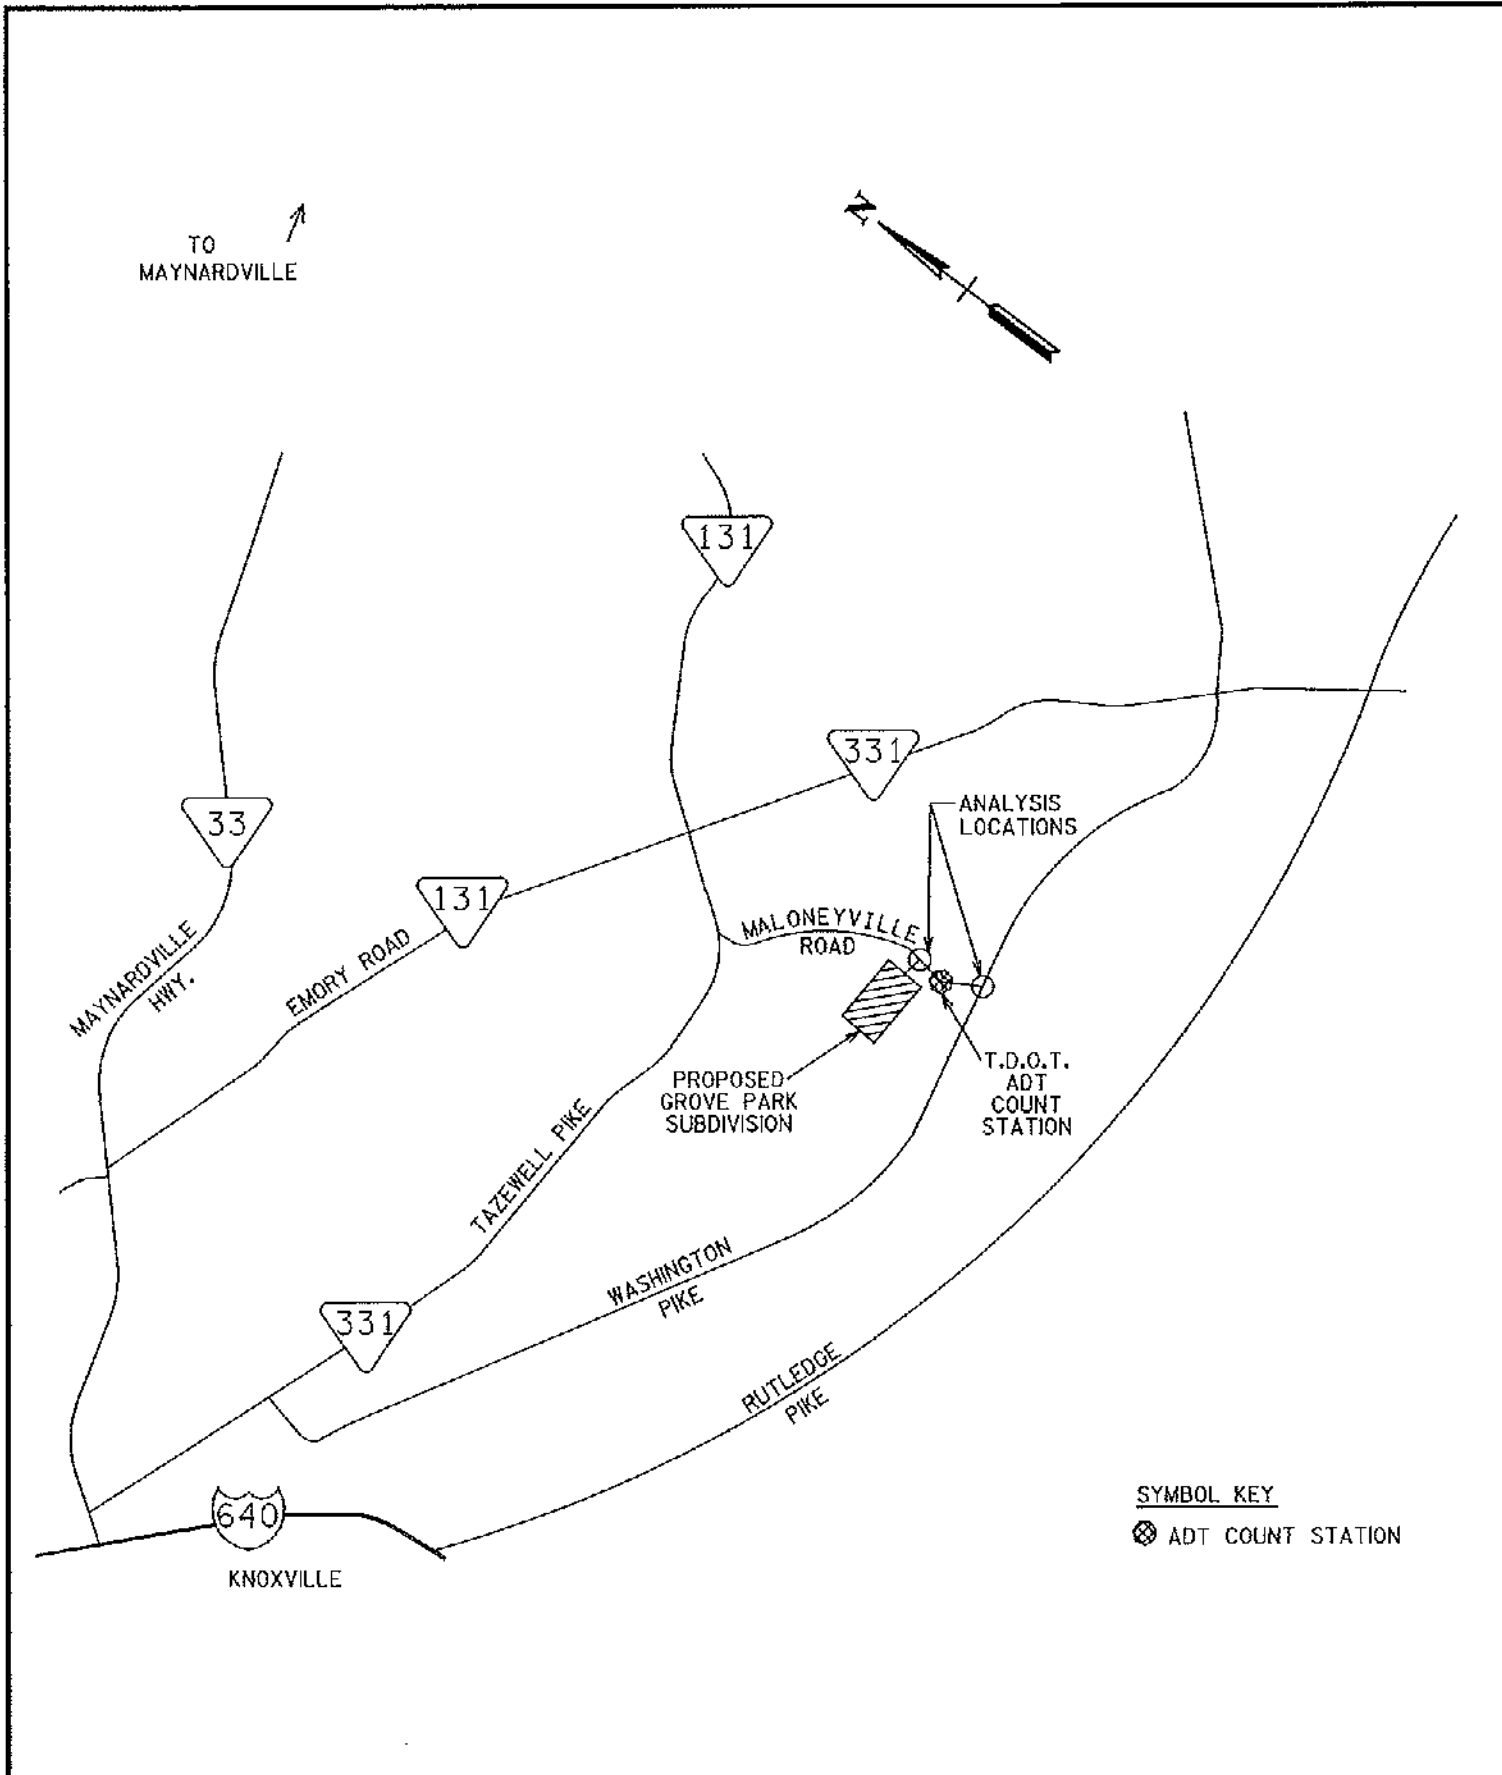 N
TO
MAYNARDVILLE
131
331
33
ANALYSIS
LOCATIONS
131
MALONEYVILLE
ROAD
MAYNARDVILLE
HWY.
EMORY ROAD
T.D.O.T.
ADT
COUNT
STATION
PROPOSED
GROVE PARK
SUBDIVISION
TAZEWELL PIKE
WASHINGTON
PIKE
331
RUTLEDGE
PIKE
640
KNOXVILLE
SYMBOL KEY
ADT COUNT STATION